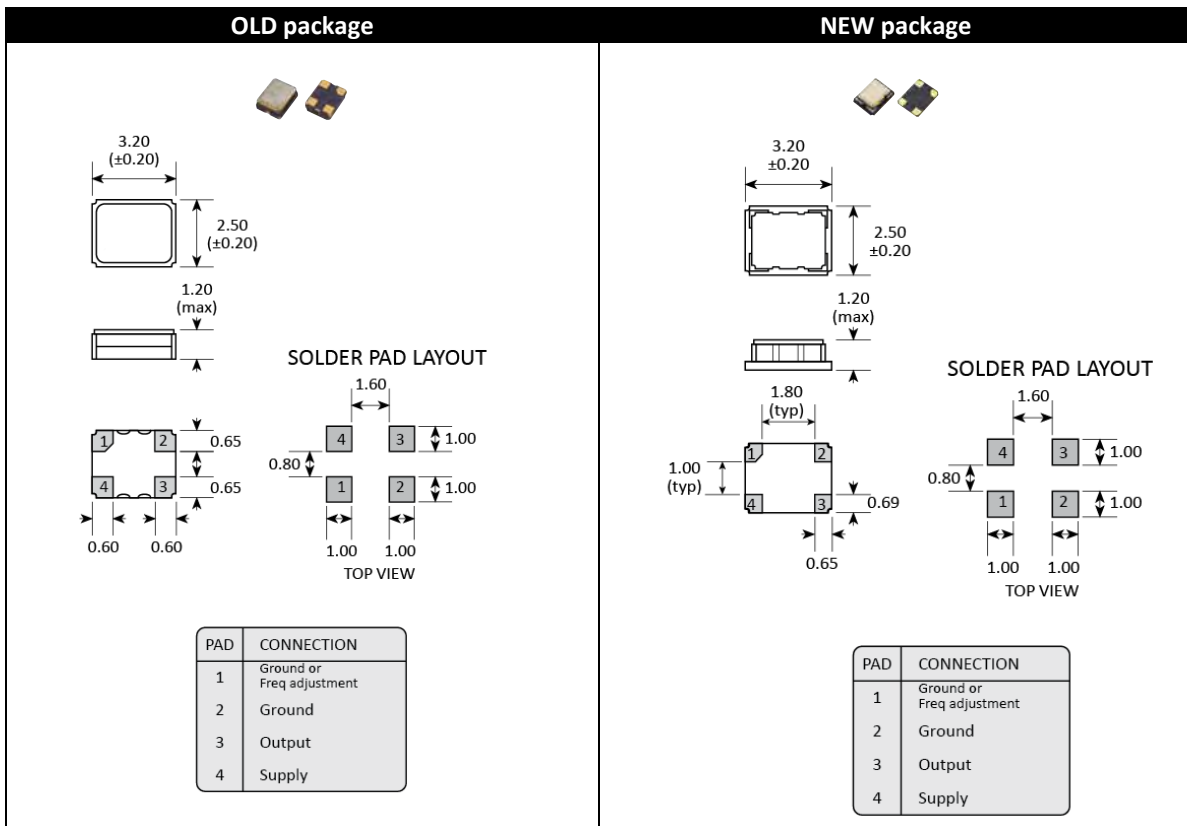 OLD package
3.20
(±0.20)
2.50
(±0.20)
1.20
(max)
SOLDER PAD LAYOUT
1.60
1 2
0.65
4 3
0.65
0.60 0.60
4 3
1.00
0.80
1 2
1.00
1.00 1.00
TOP VIEW
PAD CONNECTION
1 Ground or
Freq adjustment
2 Ground
3 Output
4 Supply
NEW package
3.20
±0.20
2.50
±0.20
1.20
(max)
SOLDER PAD LAYOUT
1.80
(typ)
1.60
1 2
1.00
(typ)
4 3
0.69
0.65
4 3
1.00
0.80
1 2
1.00
1.00 1.00
TOP VIEW
PAD CONNECTION
1 Ground or
Freq adjustment
2 Ground
3 Output
4 Supply